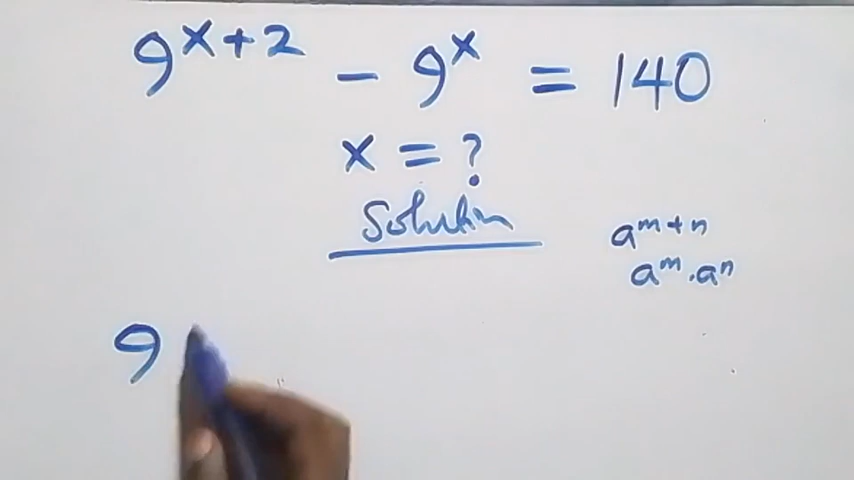 9^{x+2} - 9^x = 140
x = ?
Solution
a^{m+n}
a^m . a^n
9